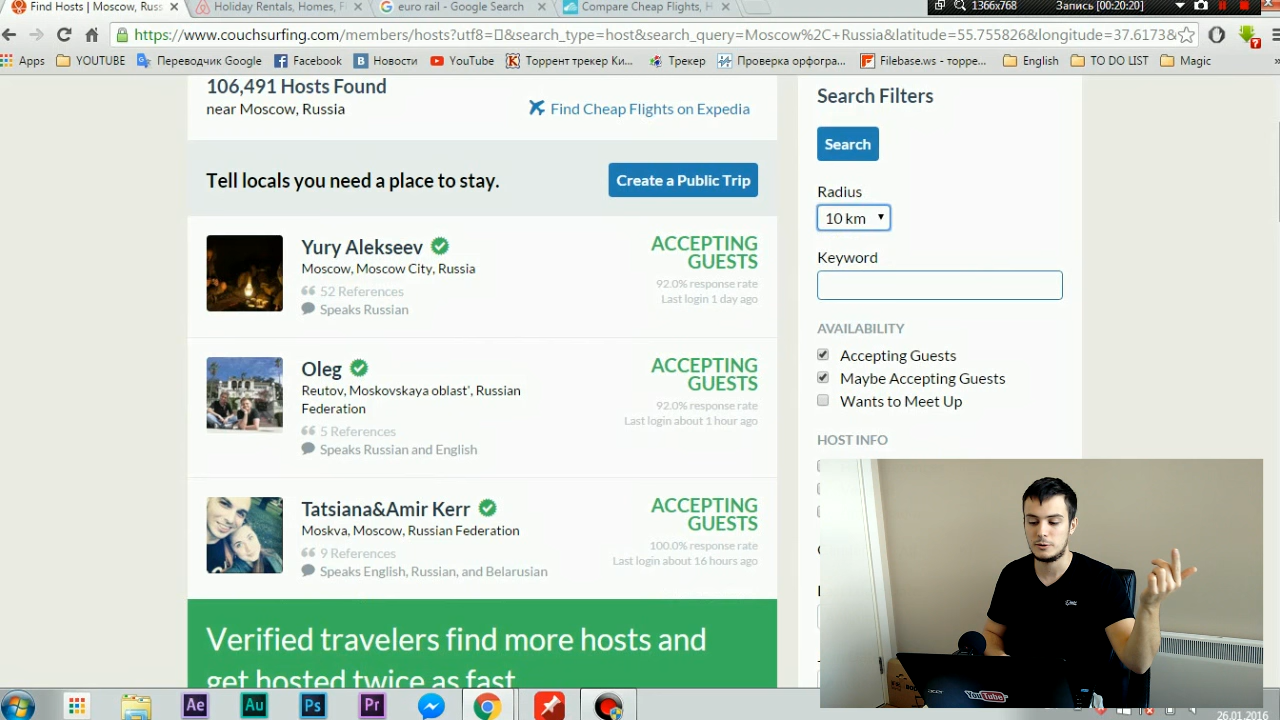 Find Hosts | Moscow, Russ
Holiday Rentals, Homes, F
euro rail - Google Search
Compare Cheap Flights, H
1366x768
Запись [00:20:20]
https://www.couchsurfing.com/members/hosts?utf8=□&search_type=host&search_query=Moscow%2C+Russia&latitude=55.755826&longitude=37.6173&
Apps
YOUTUBE
Переводчик Google
Facebook
Новости
YouTube
Торрент трекер Ки...
Трекер
Проверка орфогра...
Filebase.ws - торре...
English
TO DO LIST
Magic
106,491 Hosts Found
near Moscow, Russia
Find Cheap Flights on Expedia
Tell locals you need a place to stay.
Create a Public Trip
Yury Alekseev
Moscow, Moscow City, Russia
52 References
Speaks Russian
ACCEPTING
GUESTS
92.0% response rate
Last login 1 day ago
Oleg
Reutov, Moskovskaya oblast', Russian
Federation
5 References
Speaks Russian and English
ACCEPTING
GUESTS
92.0% response rate
Last login about 1 hour ago
Tatsiana&Amir Kerr
Moskva, Moscow, Russian Federation
9 References
Speaks English, Russian, and Belarusian
ACCEPTING
GUESTS
100.0% response rate
Last login about 16 hours ago
Verified travelers find more hosts and
get hosted twice as fast
Search Filters
Search
Radius
10 km
Keyword
AVAILABILITY
Accepting Guests
Maybe Accepting Guests
Wants to Meet Up
HOST INFO
acer
YouTube
Ae
Au
Ps
Pr
26.01.2016